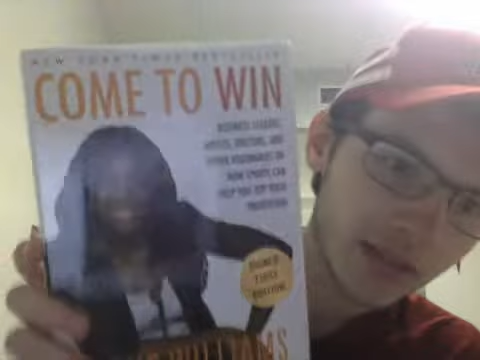 NEW YORK TIMES BESTSELLER
COME TO WIN
BUSINESS LEADERS,
ARTISTS, DOCTORS, AND
OTHER VISIONARIES ON
HOW SPORTS CAN
HELP YOU TOP YOUR
PROFESSION
SIGNED
FIRST
EDITION
WILLIAMS